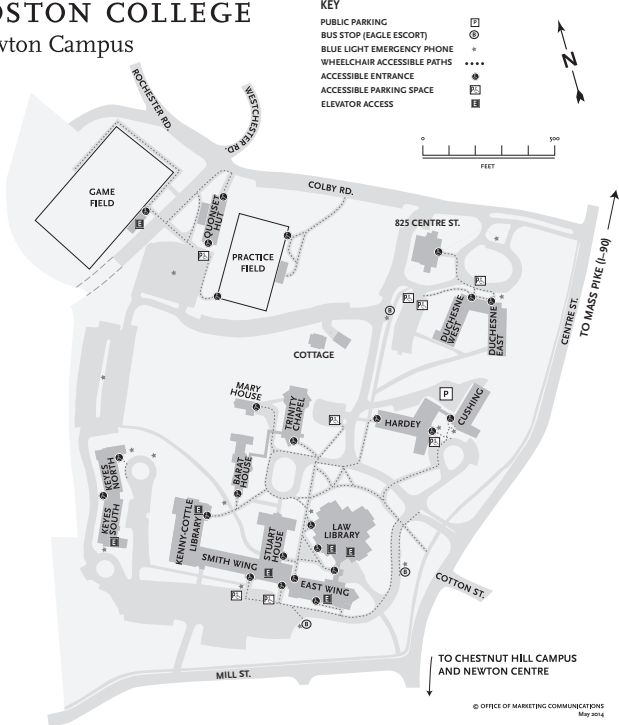 OSTON COLLEGE
wton Campus
KEY
PUBLIC PARKING P
BUS STOP (EAGLE ESCORT) B
BLUE LIGHT EMERGENCY PHONE
WHEELCHAIR ACCESSIBLE PATHS
ACCESSIBLE ENTRANCE
ACCESSIBLE PARKING SPACE P
ELEVATOR ACCESS E
N
0 500
FEET
ROCHESTER RD.
WESTCHESTER RD.
COLBY RD.
GAME
FIELD
E
QUONSET
HUT
P
PRACTICE
FIELD
825 CENTRE ST.
P
P
P
B
DUCHESNE
WEST
DUCHESNE
EAST
CENTRE ST.
TO MASS PIKE (I-90)
COTTAGE
MARY
HOUSE
TRINITY
CHAPEL
P
P
HARDEY
CUSHING
P
BARAT
HOUSE
KEYES
NORTH
KEYES
SOUTH
E
KENNY-COTTLE
LIBRARY
E
STUART
HOUSE
LAW
LIBRARY
E
E
SMITH WING
E
EAST WING
E
P
P
B
B
COTTON ST.
MILL ST.
TO CHESTNUT HILL CAMPUS
AND NEWTON CENTRE
© OFFICE OF MARKETING COMMUNICATIONS
May 2014